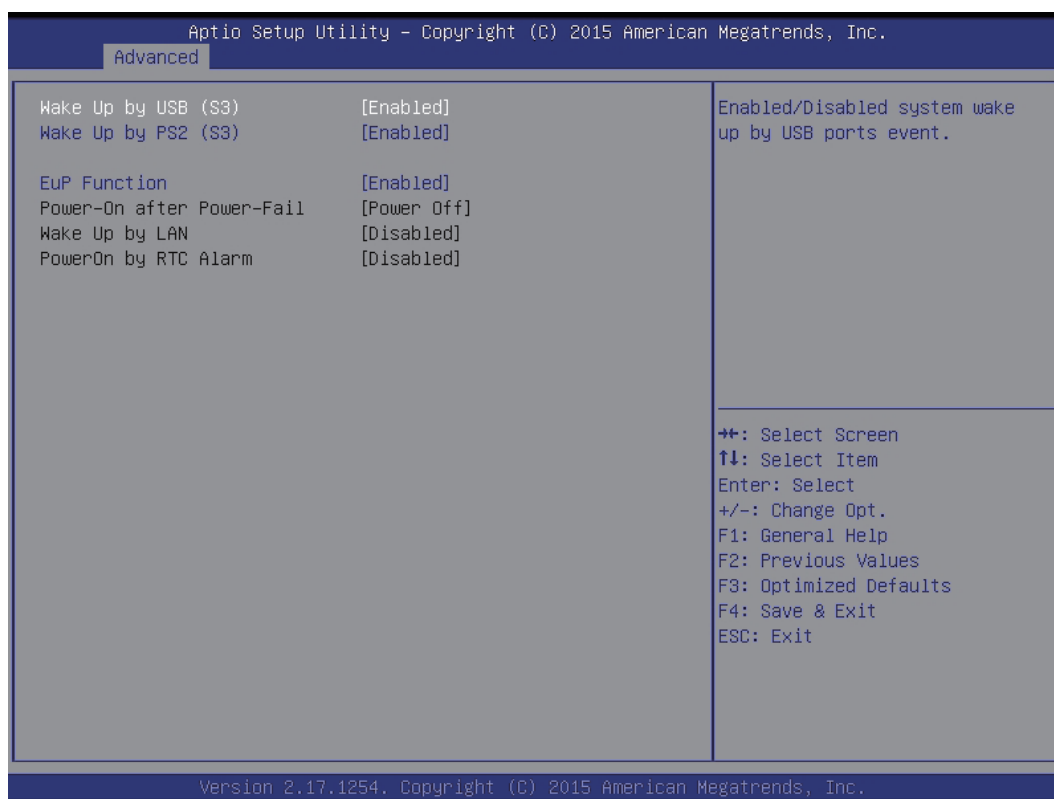 Aptio Setup Utility – Copyright (C) 2015 American Megatrends, Inc.
Advanced
Wake Up by USB (S3) [Enabled]
Wake Up by PS2 (S3) [Enabled]
EuP Function [Enabled]
Power-On after Power-Fail [Power Off]
Wake Up by LAN [Disabled]
PowerOn by RTC Alarm [Disabled]
Enabled/Disabled system wake
up by USB ports event.
→←: Select Screen
↑↓: Select Item
Enter: Select
+/-: Change Opt.
F1: General Help
F2: Previous Values
F3: Optimized Defaults
F4: Save & Exit
ESC: Exit
Version 2.17.1254. Copyright (C) 2015 American Megatrends, Inc.